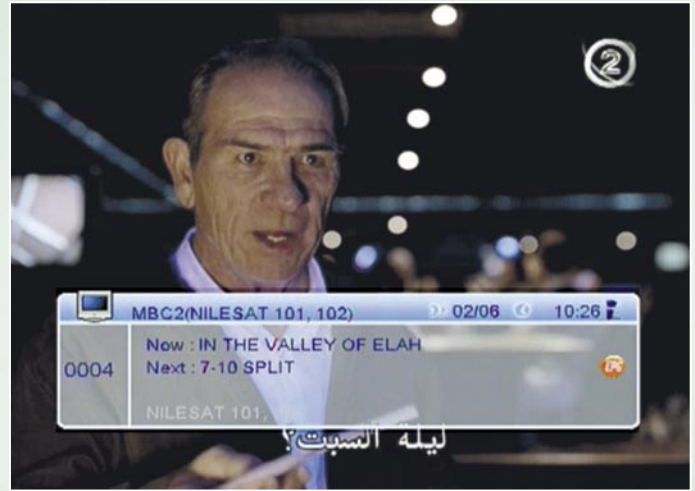 2
MBC2(NILESAT 101, 102) 02/06 10:26
Now : IN THE VALLEY OF ELAH
0004
Next : 7-10 SPLIT
EPG
NILESAT 101,
ليلة السبت؟